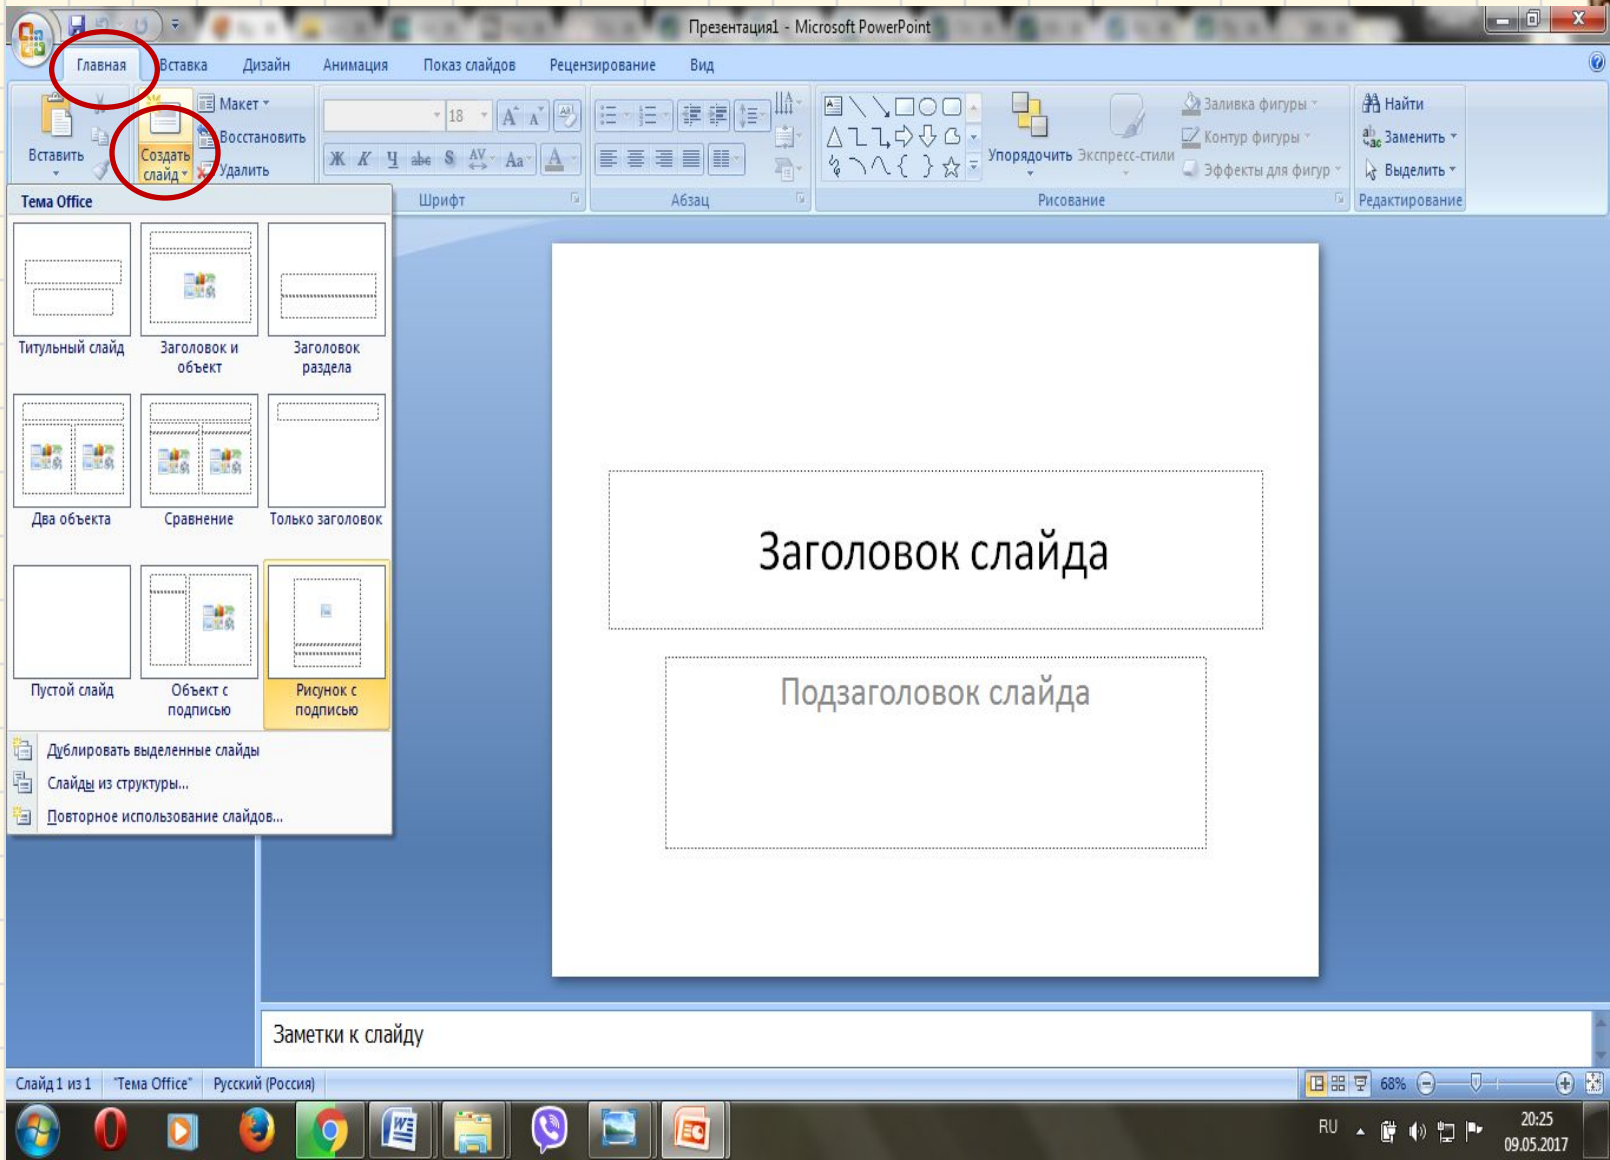 Презентация1 - Microsoft PowerPoint
Главная Вставка Дизайн Анимация Показ слайдов Рецензирование Вид
Вставить
Создать слайд
Макет
Восстановить
Удалить
18
Ж К Ч abc S AV Aa А
Шрифт
Абзац
Упорядочить
Экспресс-стили
Заливка фигуры
Контур фигуры
Эффекты для фигур
Рисование
Найти
Заменить
Выделить
Редактирование
Тема Office
Титульный слайд
Заголовок и объект
Заголовок раздела
Два объекта
Сравнение
Только заголовок
Пустой слайд
Объект с подписью
Рисунок с подписью
Дублировать выделенные слайды
Слайды из структуры...
Повторное использование слайдов...
Заголовок слайда
Подзаголовок слайда
Заметки к слайду
Слайд 1 из 1 "Тема Office" Русский (Россия)
68%
RU
20:25
09.05.2017